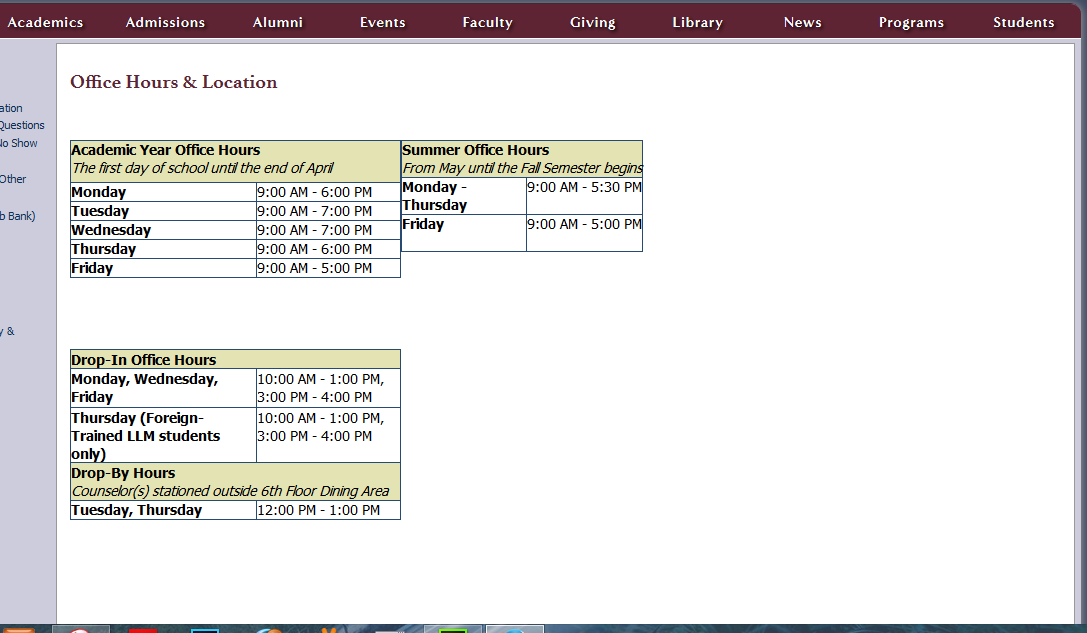 Academics Admissions Alumni Events Faculty Giving Library News Programs Students
ation
Questions
No Show
Other
b Bank)
y &
Office Hours & Location
Academic Year Office Hours
The first day of school until the end of April
Monday 9:00 AM - 6:00 PM
Tuesday 9:00 AM - 7:00 PM
Wednesday 9:00 AM - 7:00 PM
Thursday 9:00 AM - 6:00 PM
Friday 9:00 AM - 5:00 PM
Summer Office Hours
From May until the Fall Semester begins
Monday - 9:00 AM - 5:30 PM
Thursday
Friday 9:00 AM - 5:00 PM
Drop-In Office Hours
Monday, Wednesday, 10:00 AM - 1:00 PM,
Friday 3:00 PM - 4:00 PM
Thursday (Foreign- 10:00 AM - 1:00 PM,
Trained LLM students 3:00 PM - 4:00 PM
only)
Drop-By Hours
Counselor(s) stationed outside 6th Floor Dining Area
Tuesday, Thursday 12:00 PM - 1:00 PM